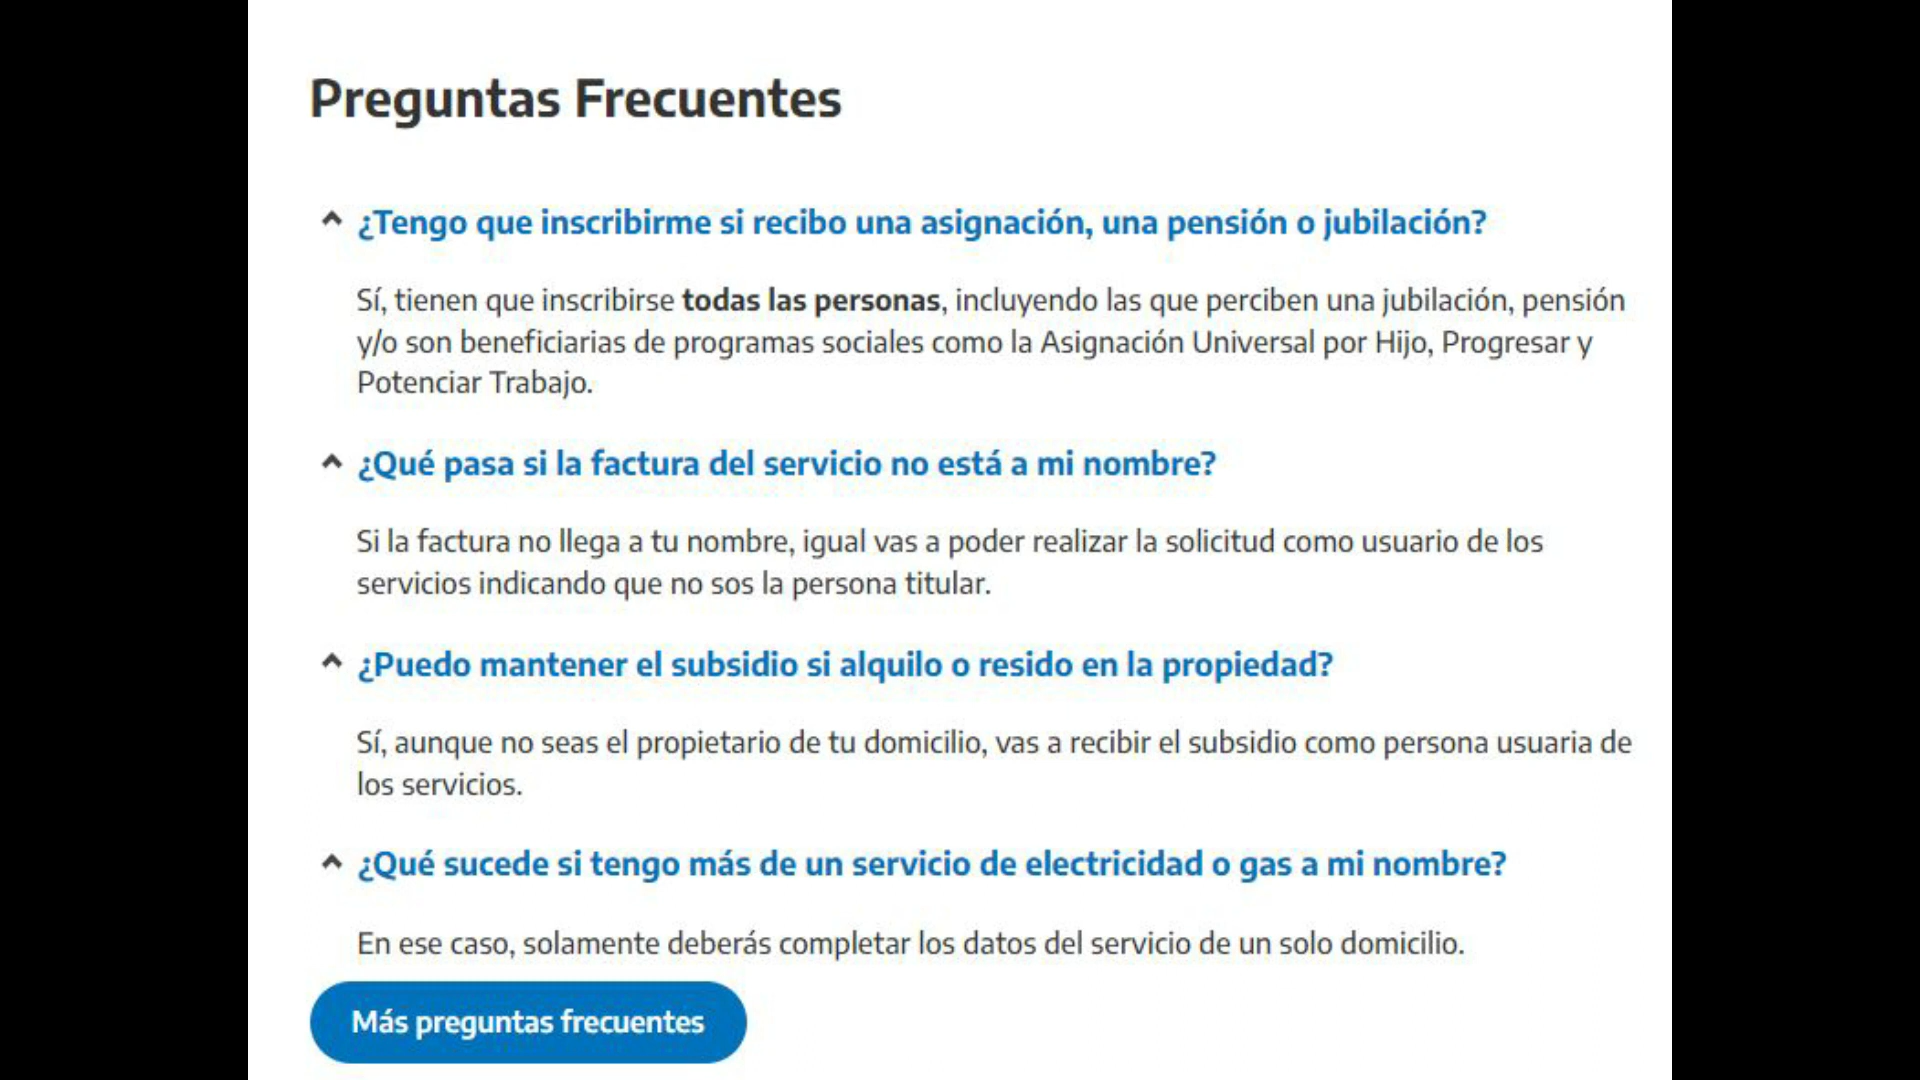 Preguntas Frecuentes
¿Tengo que inscribirme si recibo una asignación, una pensión o jubilación?
Sí, tienen que inscribirse todas las personas, incluyendo las que perciben una jubilación, pensión
y/o son beneficiarias de programas sociales como la Asignación Universal por Hijo, Progresar y
Potenciar Trabajo.
¿Qué pasa si la factura del servicio no está a mi nombre?
Si la factura no llega a tu nombre, igual vas a poder realizar la solicitud como usuario de los
servicios indicando que no sos la persona titular.
¿Puedo mantener el subsidio si alquilo o resido en la propiedad?
Sí, aunque no seas el propietario de tu domicilio, vas a recibir el subsidio como persona usuaria de
los servicios.
¿Qué sucede si tengo más de un servicio de electricidad o gas a mi nombre?
En ese caso, solamente deberás completar los datos del servicio de un solo domicilio.
Más preguntas frecuentes